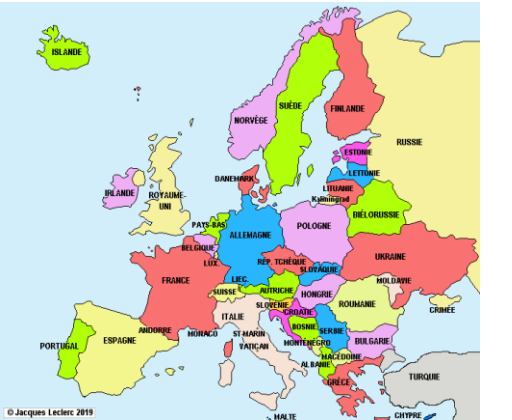 ISLANDE
NORVÈGE
SUÈDE
FINLANDE
RUSSIE
ESTONIE
LETTONIE
LITUANIE
Kaliningrad
DANEMARK
IRLANDE
ROYAUME-
UNI
BIÉLORUSSIE
PAYS-BAS
ALLEMAGNE
POLOGNE
BELGIQUE
LUX.
RÉP. TCHÈQUE
UKRAINE
SLOVAQUIE
FRANCE
LIEC.
SUISSE
AUTRICHE
HONGRIE
MOLDAVIE
ROUMANIE
SLOVÉNIE
CROATIE
CRIMÉE
ITALIE
BOSNIE
SERBIE
ANDORRE
MONACO
ST-MARIN
VATICAN
MONTÉNÉGRO
BULGARIE
PORTUGAL
ESPAGNE
MACÉDOINE
ALBANIE
GRÈCE
TURQUIE
MALTE
CHYPRE
© Jacques Leclerc 2019